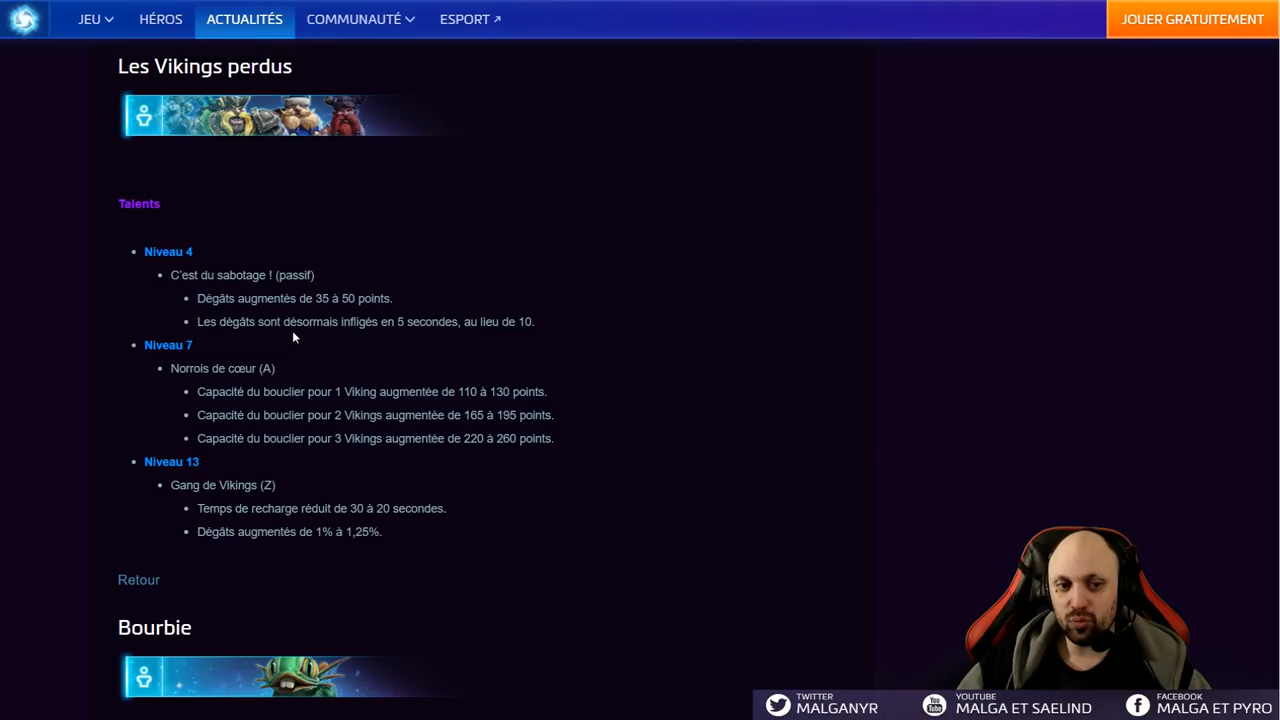 JEU HÉROS ACTUALITÉS COMMUNAUTÉ ESPORT JOUER GRATUITEMENT
Les Vikings perdus
Talents
Niveau 4
C'est du sabotage ! (passif)
Dégâts augmentés de 35 à 50 points.
Les dégâts sont désormais infligés en 5 secondes, au lieu de 10.
Niveau 7
Norrois de cœur (A)
Capacité du bouclier pour 1 Viking augmentée de 110 à 130 points.
Capacité du bouclier pour 2 Vikings augmentée de 165 à 195 points.
Capacité du bouclier pour 3 Vikings augmentée de 220 à 260 points.
Niveau 13
Gang de Vikings (Z)
Temps de recharge réduit de 30 à 20 secondes.
Dégâts augmentés de 1% à 1,25%.
Retour
Bourbie
TWITTER
MALGANYR
YOUTUBE
MALGA ET SAELIND
FACEBOOK
MALGA ET PYRO